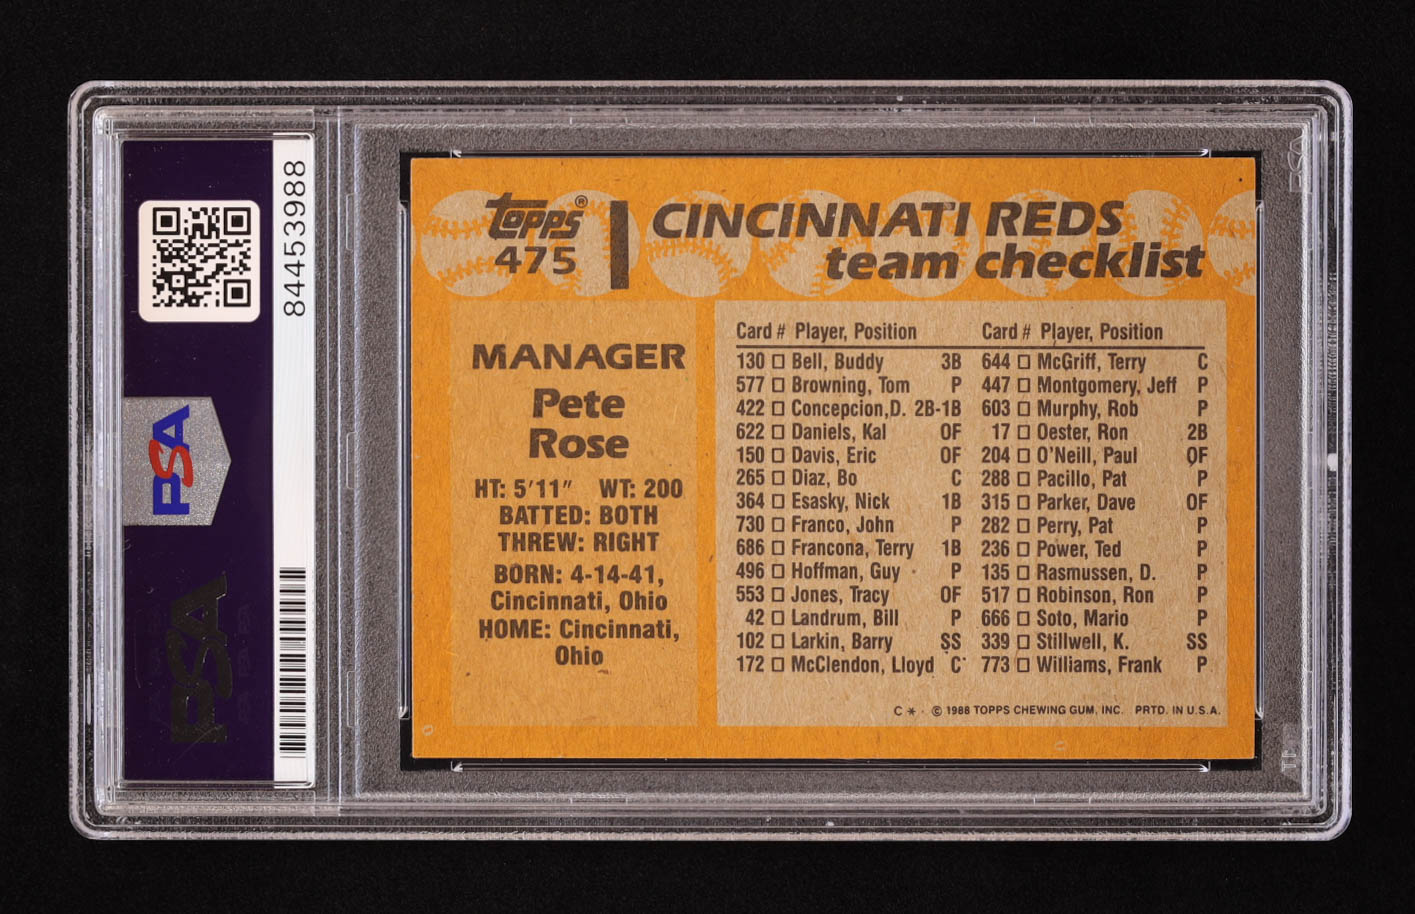 84453988
PSA
PSA
topps®
475
CINCINNATI REDS
team checklist
MANAGER
Pete
Rose
HT: 5'11" WT: 200
BATTED: BOTH
THREW: RIGHT
BORN: 4-14-41,
Cincinnati, Ohio
HOME: Cincinnati,
Ohio
Card # Player, Position
130 □ Bell, Buddy 3B
577 □ Browning, Tom P
422 □ Concepcion,D. 2B-1B
622 □ Daniels, Kal OF
150 □ Davis, Eric OF
265 □ Diaz, Bo C
364 □ Esasky, Nick 1B
730 □ Franco, John P
686 □ Francona, Terry 1B
496 □ Hoffman, Guy P
553 □ Jones, Tracy OF
42 □ Landrum, Bill P
102 □ Larkin, Barry SS
172 □ McClendon, Lloyd C
Card # Player, Position
644 □ McGriff, Terry C
447 □ Montgomery, Jeff P
603 □ Murphy, Rob P
17 □ Oester, Ron 2B
204 □ O'Neill, Paul OF
288 □ Pacillo, Pat P
315 □ Parker, Dave OF
282 □ Perry, Pat P
236 □ Power, Ted P
135 □ Rasmussen, D. P
517 □ Robinson, Ron P
666 □ Soto, Mario P
339 □ Stillwell, K. SS
773 □ Williams, Frank P
C * © 1988 TOPPS CHEWING GUM, INC. PRTD. IN U.S.A.
PSA